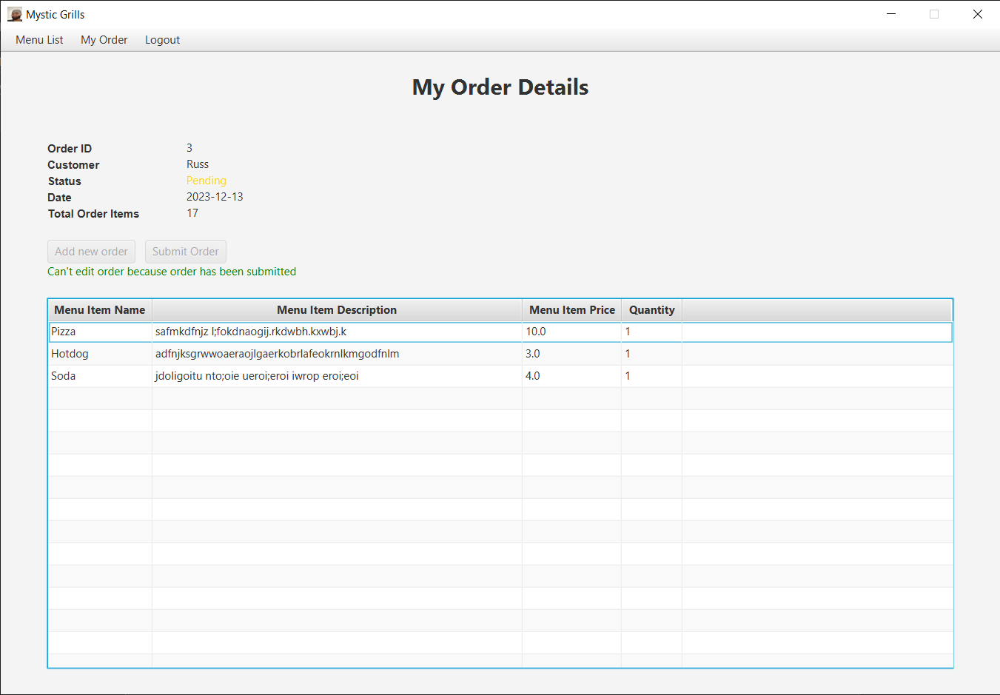 Mystic Grills
Menu List My Order Logout
My Order Details
Order ID 3
Customer Russ
Status Pending
Date 2023-12-13
Total Order Items 17
Add new order Submit Order
Can't edit order because order has been submitted
Menu Item Name Menu Item Description Menu Item Price Quantity
Pizza safmkdfnjz l;fokdnaogij.rkdwbh.kxwbj.k 10.0 1
Hotdog adfnjksgrwwoaeraojlgaerkobrlafeokrnlkmgodfnlm 3.0 1
Soda jdoligoitu nto;oie ueroi;eroi iwrop eroi;eoi 4.0 1